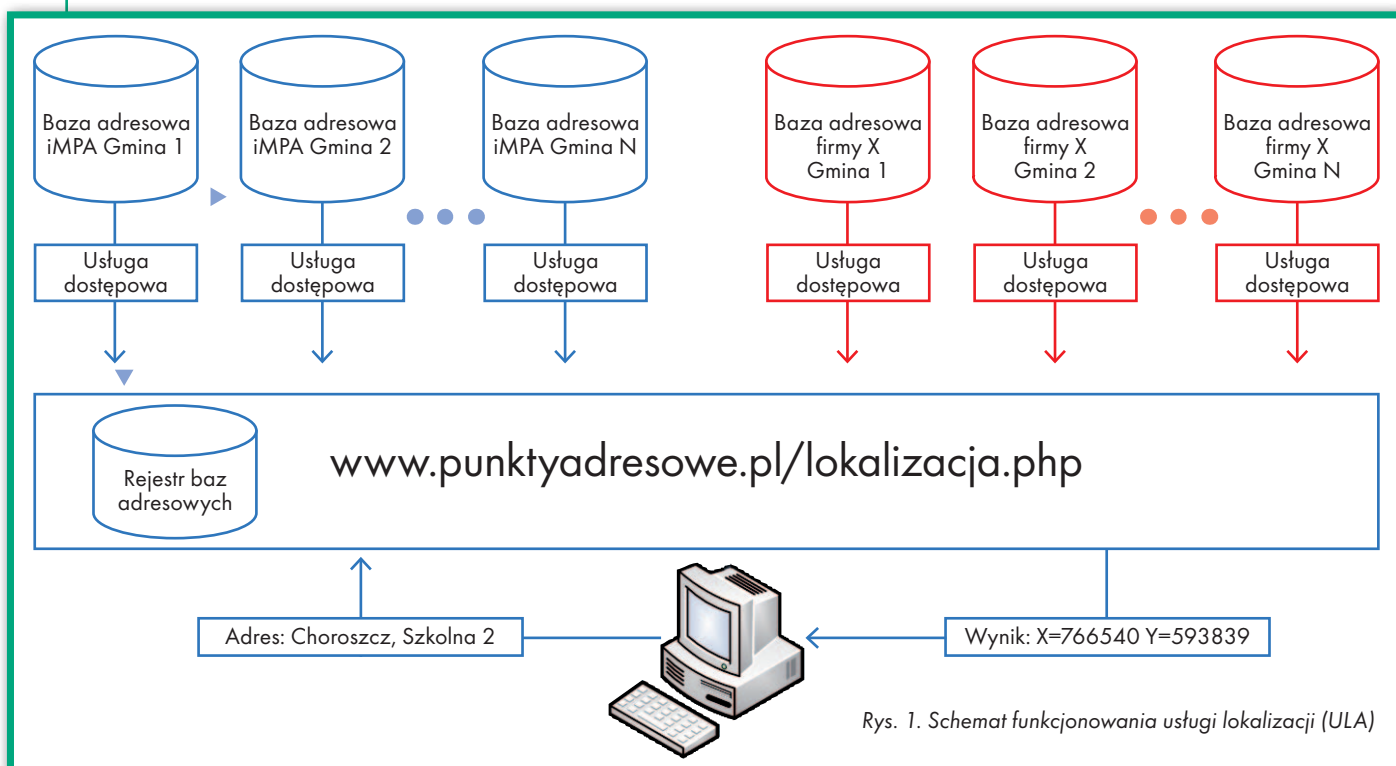 Baza adresowa
iMPA Gmina 1
Baza adresowa
iMPA Gmina 2
Baza adresowa
iMPA Gmina N
Baza adresowa
firmy X
Gmina 1
Baza adresowa
firmy X
Gmina 2
Baza adresowa
firmy X
Gmina N
Usługa
dostępowa
Usługa
dostępowa
Usługa
dostępowa
Usługa
dostępowa
Usługa
dostępowa
Usługa
dostępowa
Rejestr baz
adresowych
www.punktyadresowe.pl/lokalizacja.php
Adres: Choroszcz, Szkolna 2
Wynik: X=766540 Y=593839
Rys. 1. Schemat funkcjonowania usługi lokalizacji (ULA)